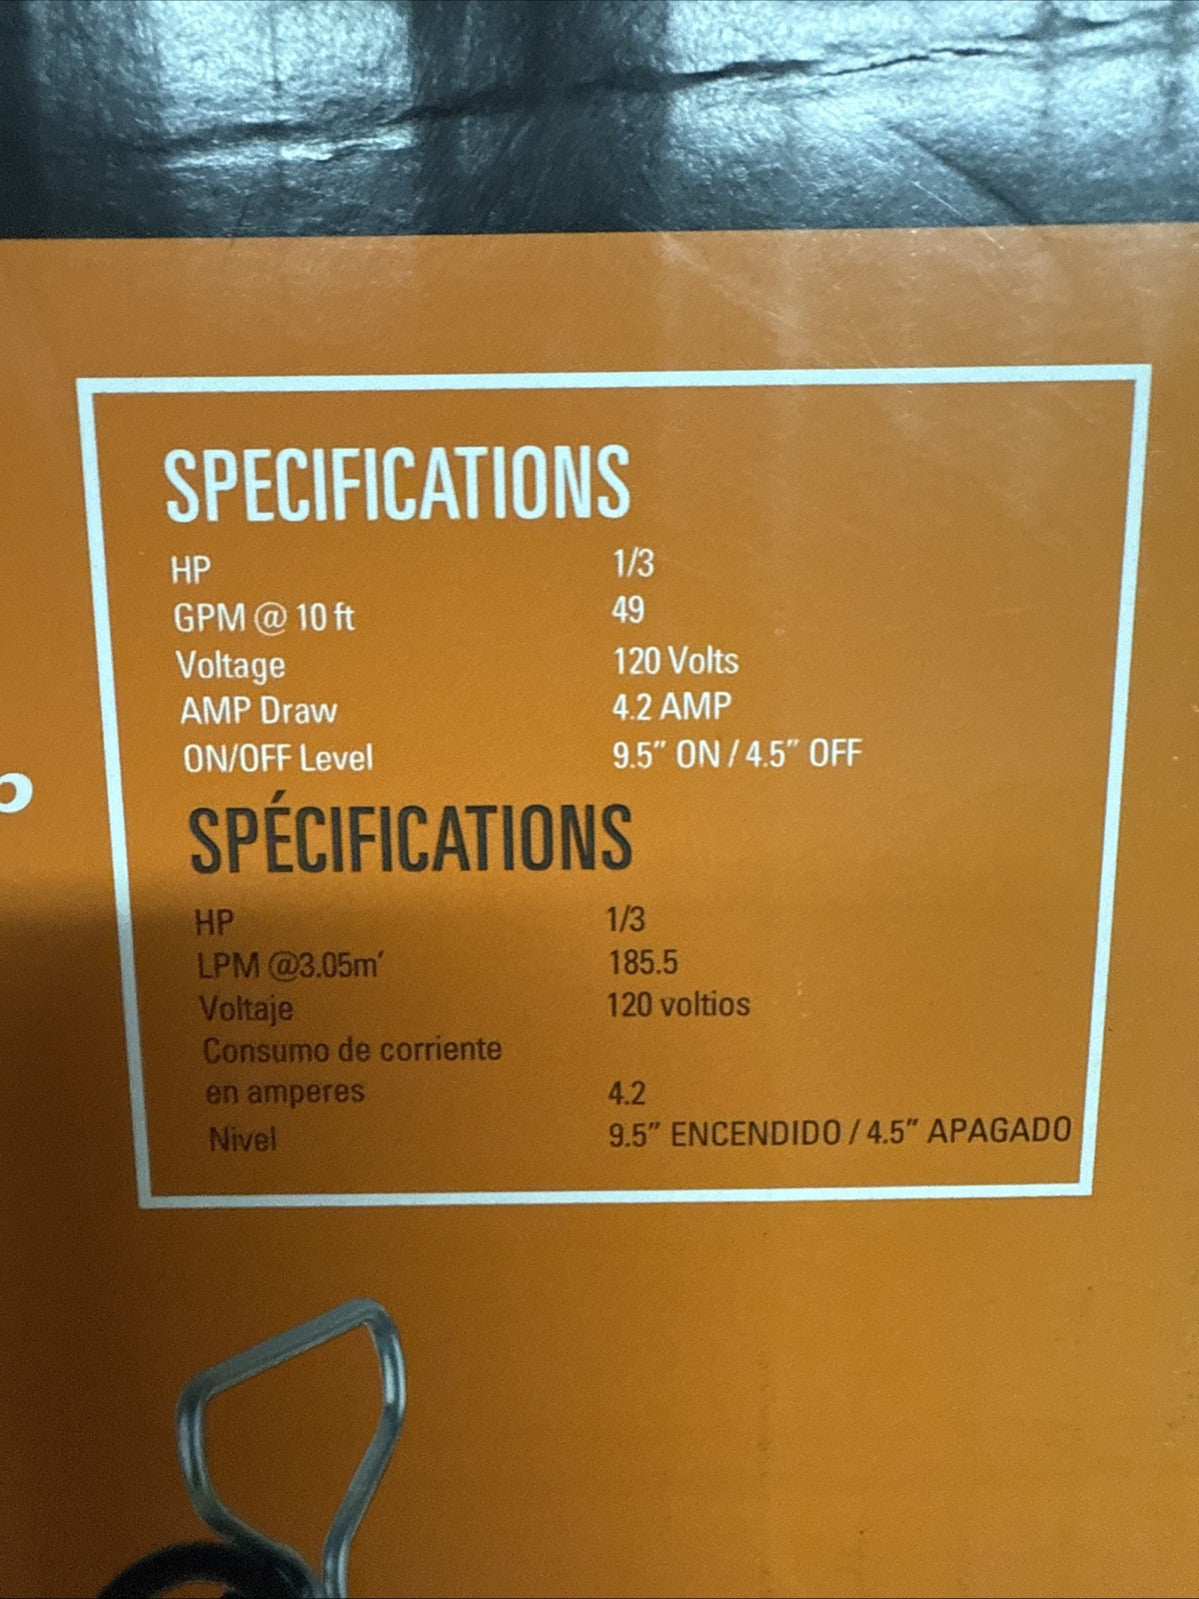 SPECIFICATIONS
HP 1/3
GPM @ 10 ft 49
Voltage 120 Volts
AMP Draw 4.2 AMP
ON/OFF Level 9.5” ON / 4.5” OFF
SPÉCIFICATIONS
HP 1/3
LPM @3.05m’ 185.5
Voltaje 120 voltios
Consumo de corriente
en amperes 4.2
Nivel 9.5” ENCENDIDO / 4.5” APAGADO